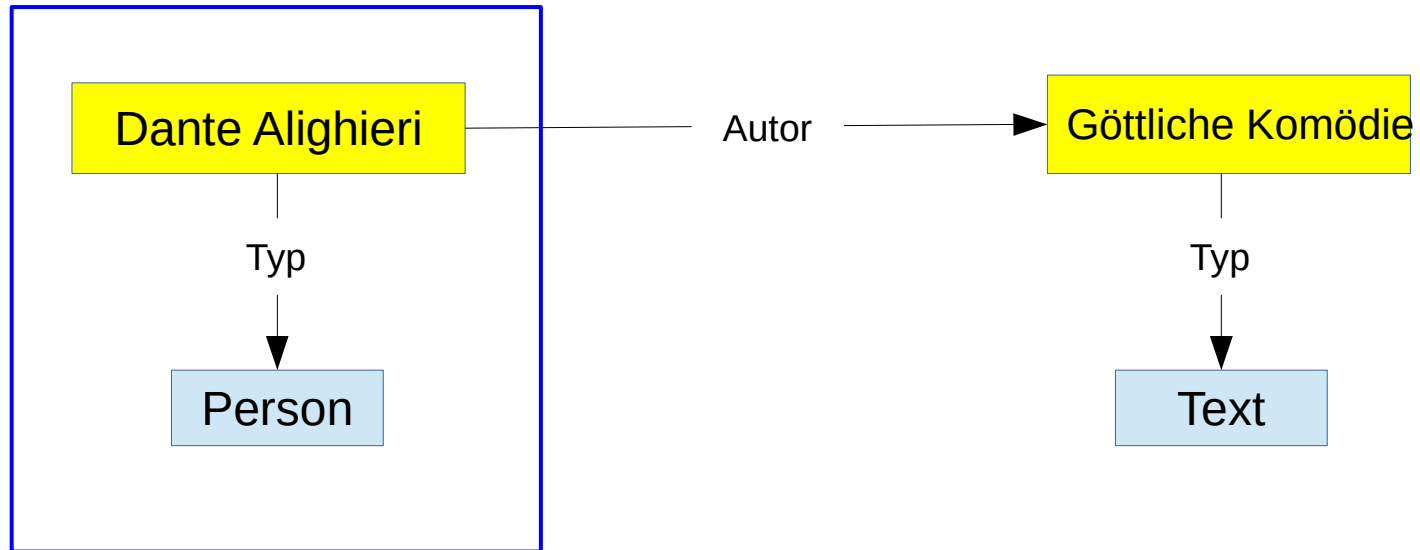 Dante Alighieri
Autor
Göttliche Komödie
Typ
Typ
Person
Text